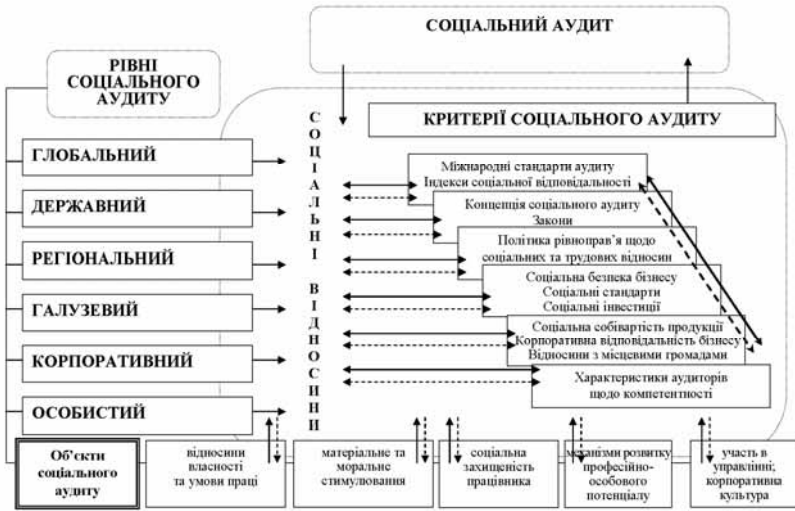 СОЦІАЛЬНИЙ АУДИТ
РІВНІ
СОЦІАЛЬНОГО
АУДИТУ
КРИТЕРІЇ СОЦІАЛЬНОГО АУДИТУ
ГЛОБАЛЬНИЙ
ДЕРЖАВНИЙ
РЕГІОНАЛЬНИЙ
ГАЛУЗЕВИЙ
КОРПОРАТИВНИЙ
ОСОБИСТИЙ
СОЦІАЛЬНІ ВІДНОСИНИ
Міжнародні стандарти аудиту
Індекси соціальної відповідальності
Концепція соціального аудиту
Закони
Політика рівноправ’я щодо
соціальних та трудових відносин
Соціальна безпека бізнесу
Соціальні стандарти
Соціальні інвестиції
Соціальна собівартість продукції
Корпоративна відповідальність бізнесу
Відносини з місцевими громадами
Характеристики аудиторів
щодо компетентності
Об’єкти
соціального
аудиту
відносини
власності
та умови праці
матеріальне та
моральне
стимулювання
соціальна
захищеність
працівника
механізми розвитку
професійно-
особового
потенціалу
участь в
управлінні;
корпоративна
культура